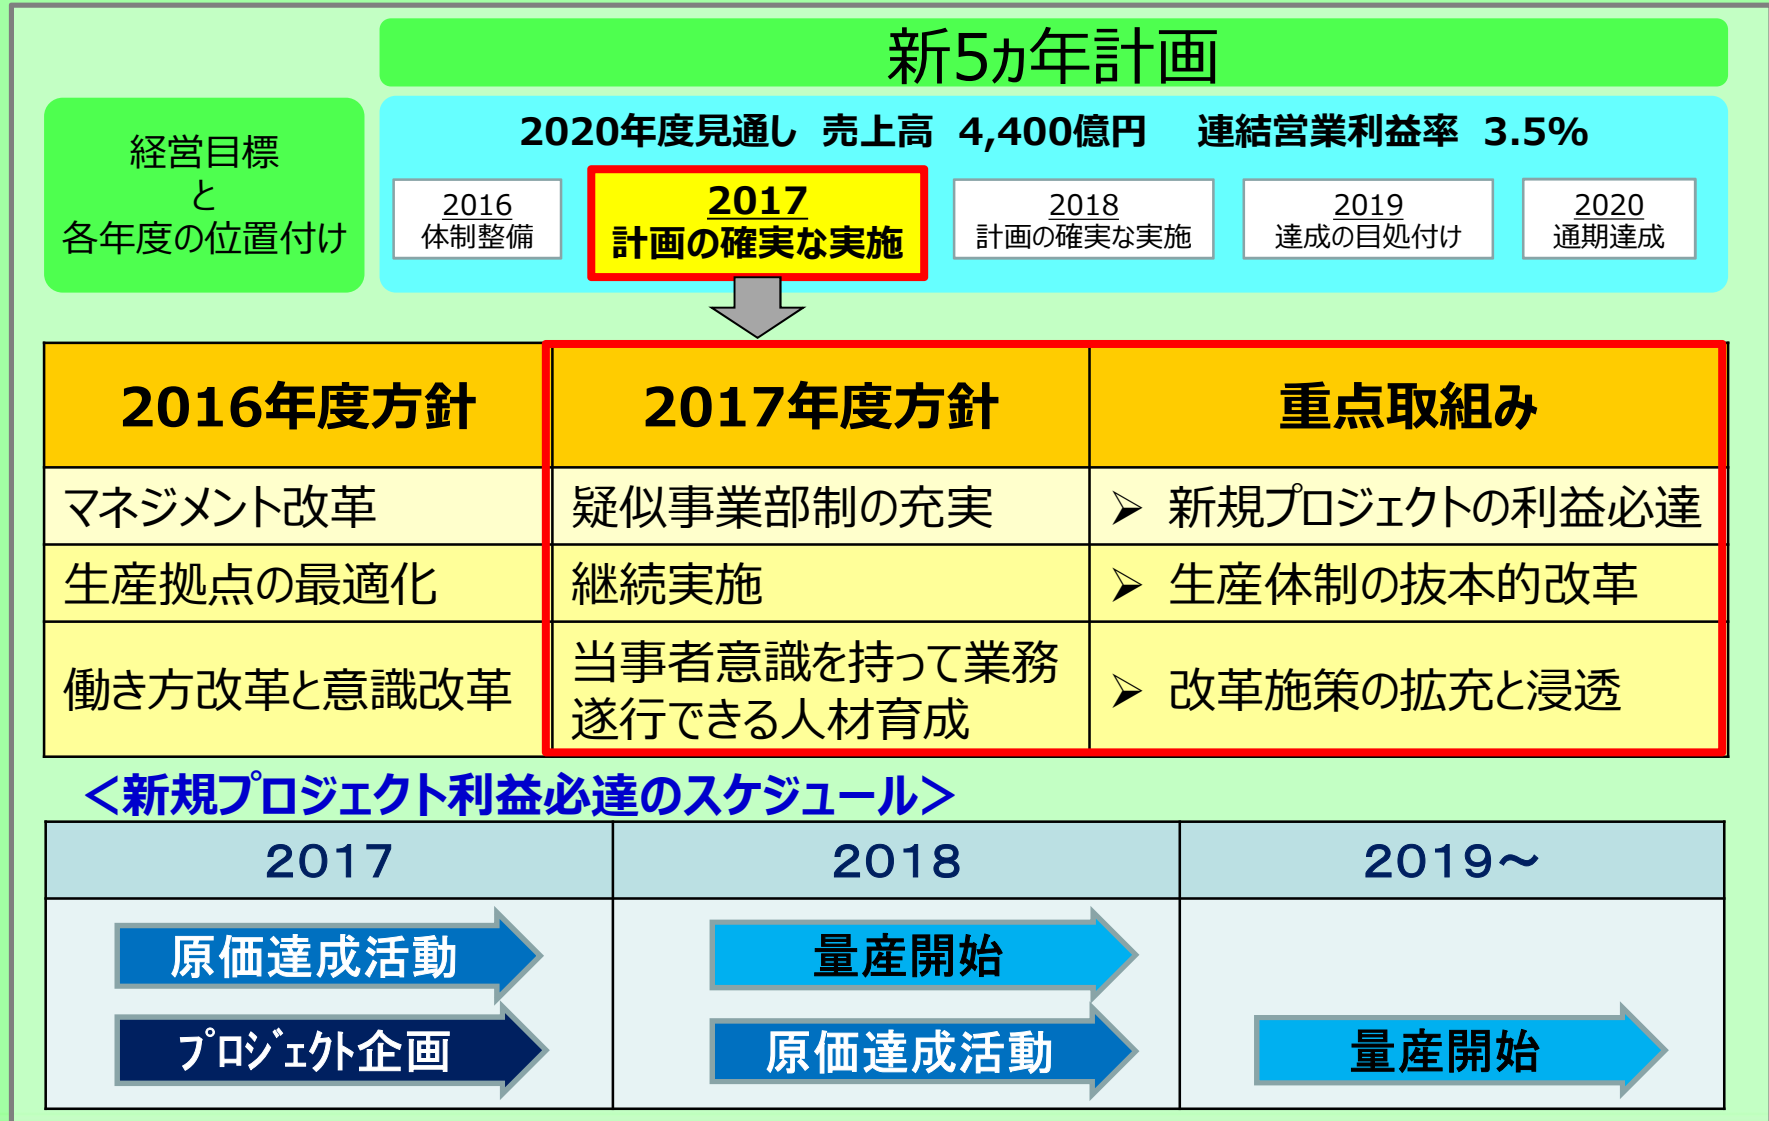 新5ヵ年計画
経営目標
と
各年度の位置付け
2020年度見通し 売上高 4,400億円 連結営業利益率 3.5%
2016
体制整備
2017
計画の確実な実施
2018
計画の確実な実施
2019
達成の目処付け
2020
通期達成
2016年度方針
2017年度方針
重点取組み
マネジメント改革
疑似事業部制の充実
➢ 新規プロジェクトの利益必達
生産拠点の最適化
継続実施
➢ 生産体制の抜本的改革
働き方改革と意識改革
当事者意識を持って業務
遂行できる人材育成
➢ 改革施策の拡充と浸透
＜新規プロジェクト利益必達のスケジュール＞
2017
2018
2019～
原価達成活動
量産開始
ﾌﾟﾛｼﾞｪｸﾄ企画
原価達成活動
量産開始